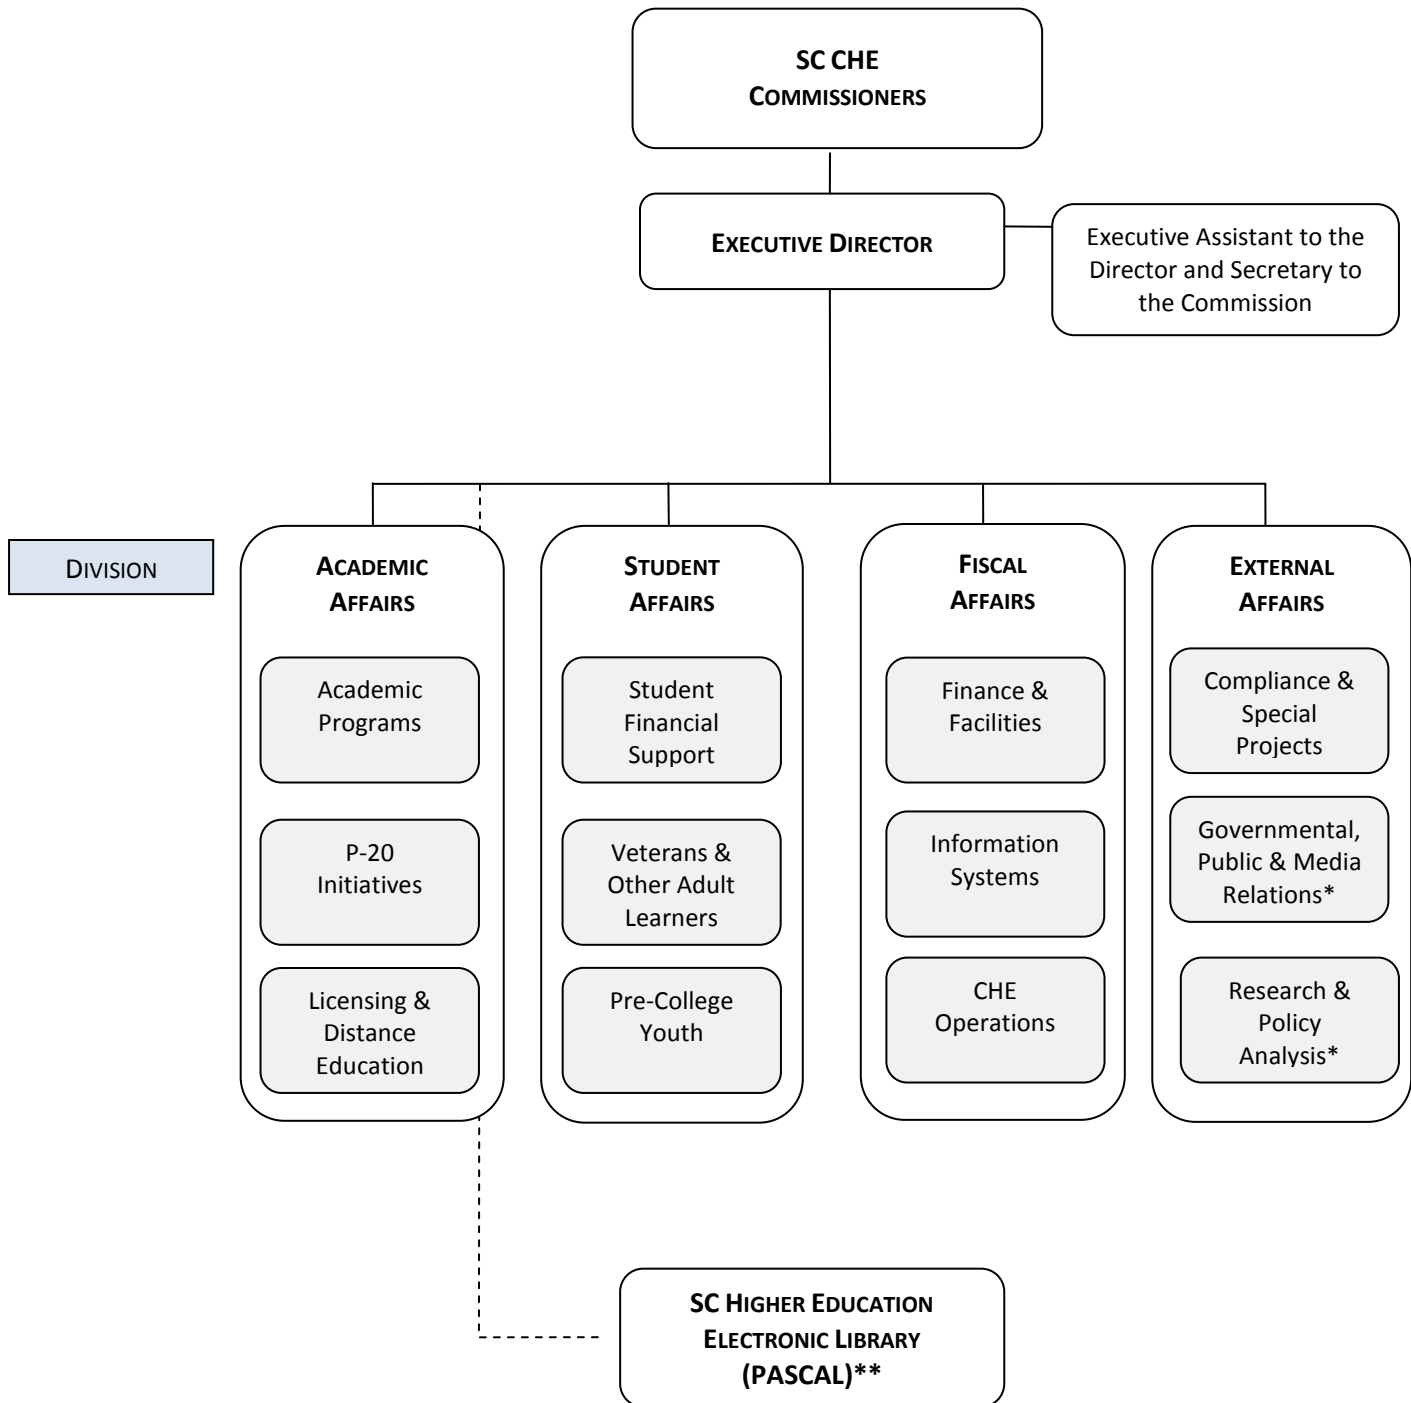 SC CHE
COMMISSIONERS
EXECUTIVE DIRECTOR
Executive Assistant to the
Director and Secretary to
the Commission
DIVISION
ACADEMIC
AFFAIRS
Academic
Programs
P-20
Initiatives
Licensing &
Distance
Education
STUDENT
AFFAIRS
Student
Financial
Support
Veterans &
Other Adult
Learners
Pre-College
Youth
FISCAL
AFFAIRS
Finance &
Facilities
Information
Systems
CHE
Operations
EXTERNAL
AFFAIRS
Compliance &
Special
Projects
Governmental,
Public & Media
Relations*
Research &
Policy
Analysis*
SC HIGHER EDUCATION
ELECTRONIC LIBRARY
(PASCAL)**